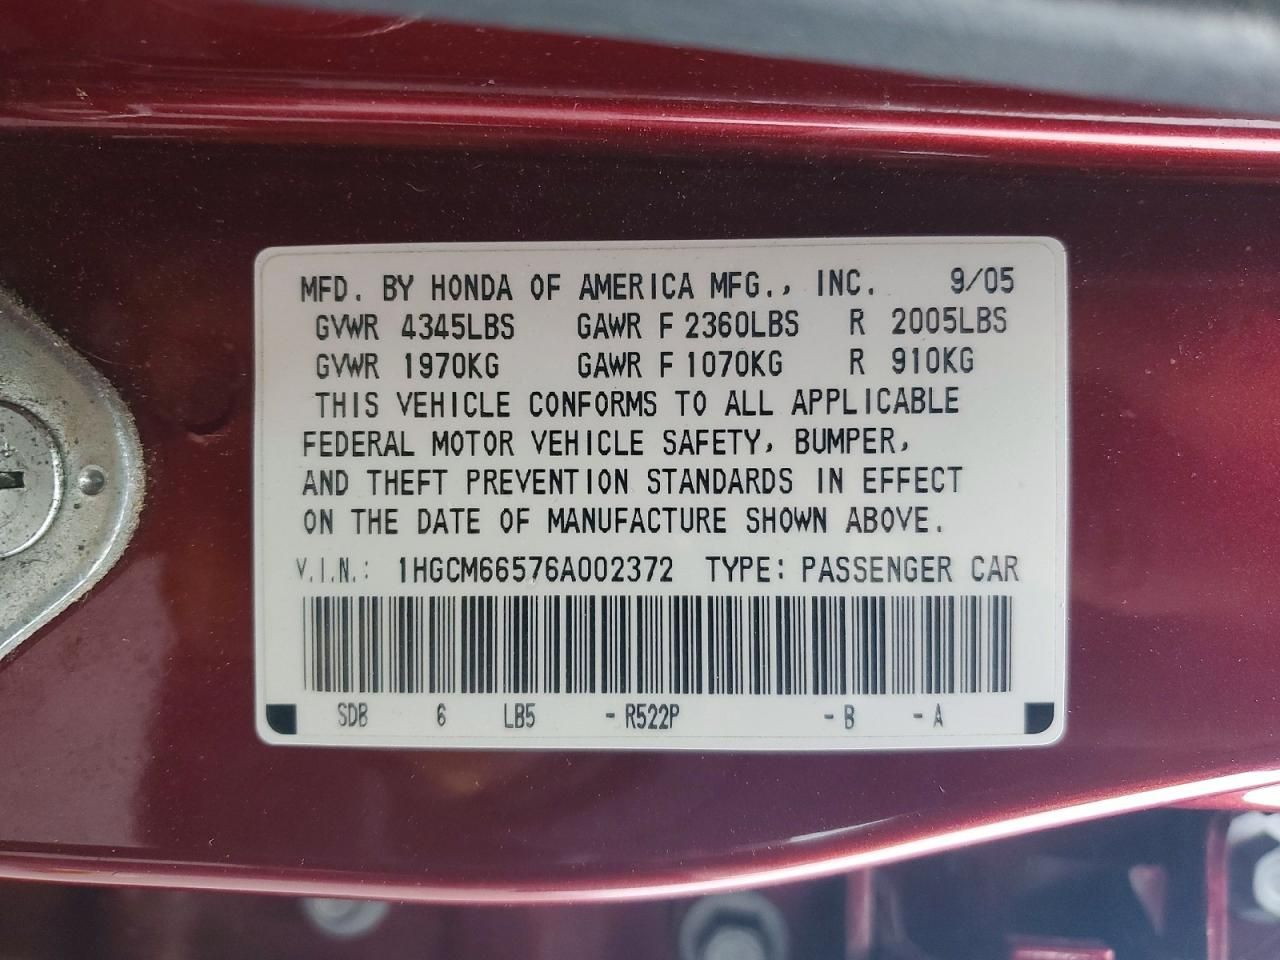 MFD. BY HONDA OF AMERICA MFG., INC. 9/05
GVWR 4345LBS GAWR F 2360LBS R 2005LBS
GVWR 1970KG GAWR F 1070KG R 910KG
THIS VEHICLE CONFORMS TO ALL APPLICABLE
FEDERAL MOTOR VEHICLE SAFETY, BUMPER,
AND THEFT PREVENTION STANDARDS IN EFFECT
ON THE DATE OF MANUFACTURE SHOWN ABOVE.
V.I.N.: 1HGCM66576A002372 TYPE: PASSENGER CAR
SDB 6 LB5 -R522P -B -A